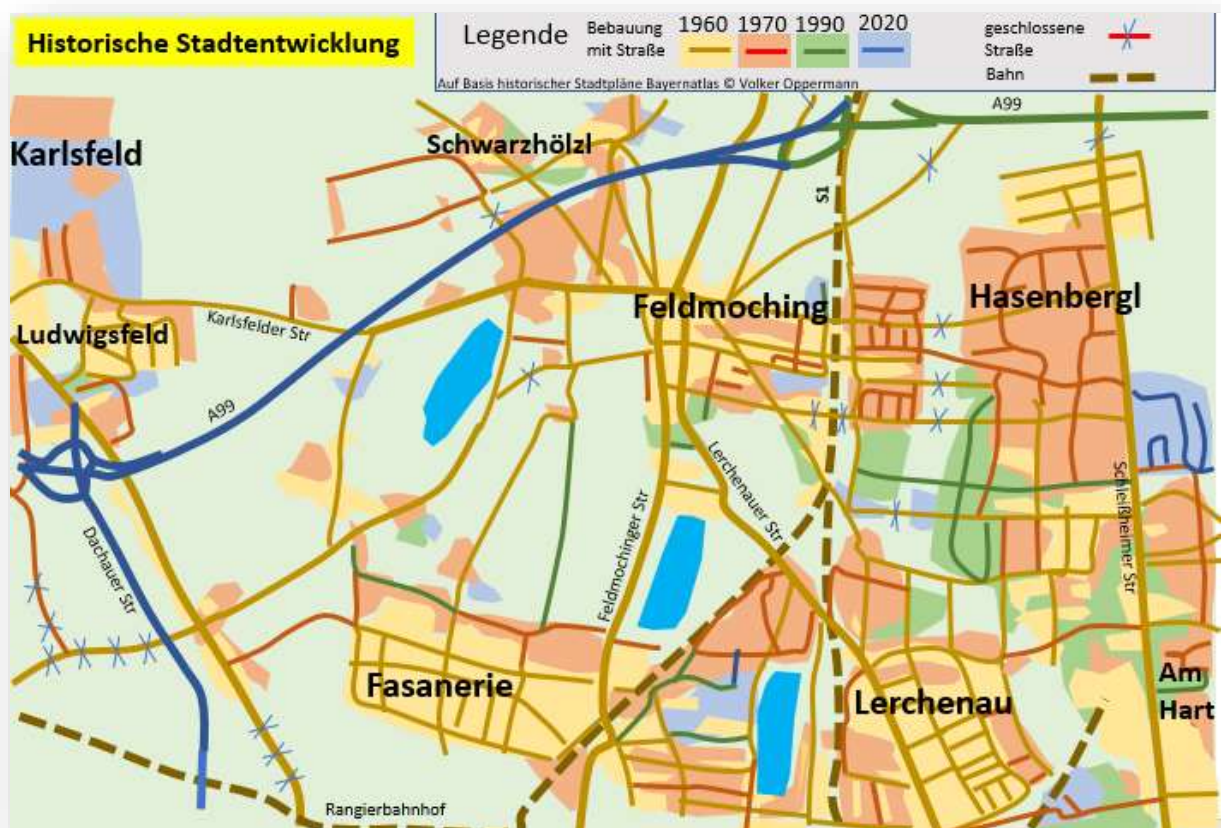 Historische Stadtentwicklung
Legende
Bebauung
mit Straße
1960 1970 1990 2020
geschlossene
Straße
Bahn
Auf Basis historischer Stadtpläne Bayernatlas © Volker Oppermann
A99
Karlsfeld
Schwarzhölzl
S1
Feldmoching
Hasenbergl
Karlsfelder Str
Ludwigsfeld
A99
Lerchenauer Str
Schleißheimer Str
Feldmochinger Str
Dachauer Str
Fasanerie
Lerchenau
Am
Hart
Rangierbahnhof